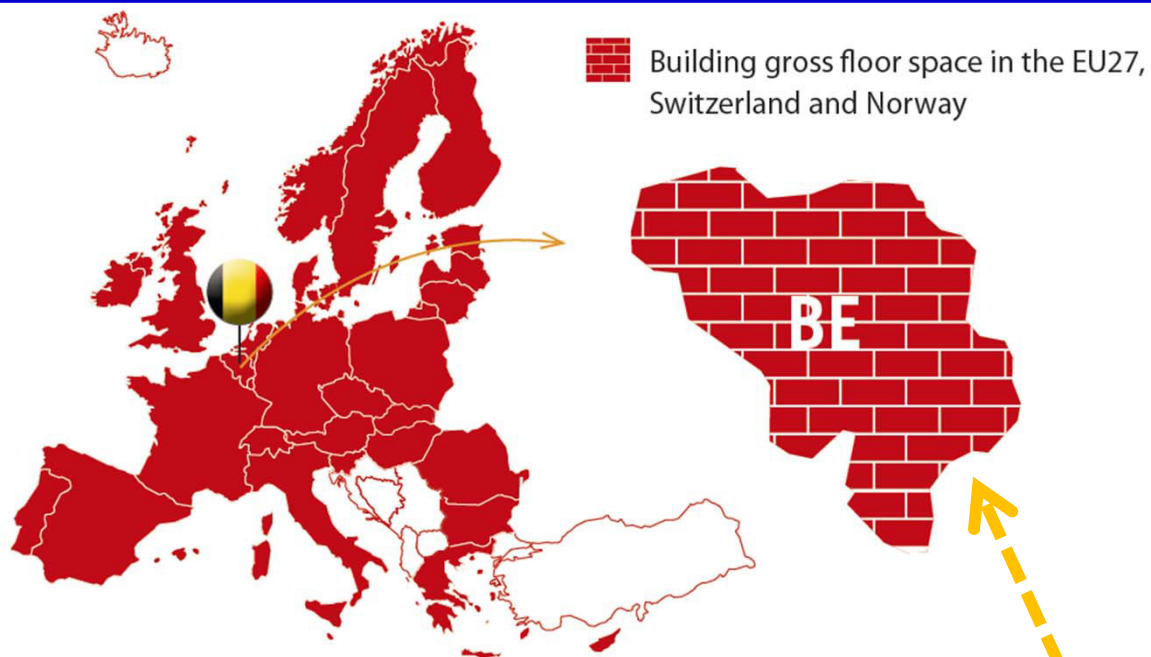 Building gross floor space in the EU27,
Switzerland and Norway
BE